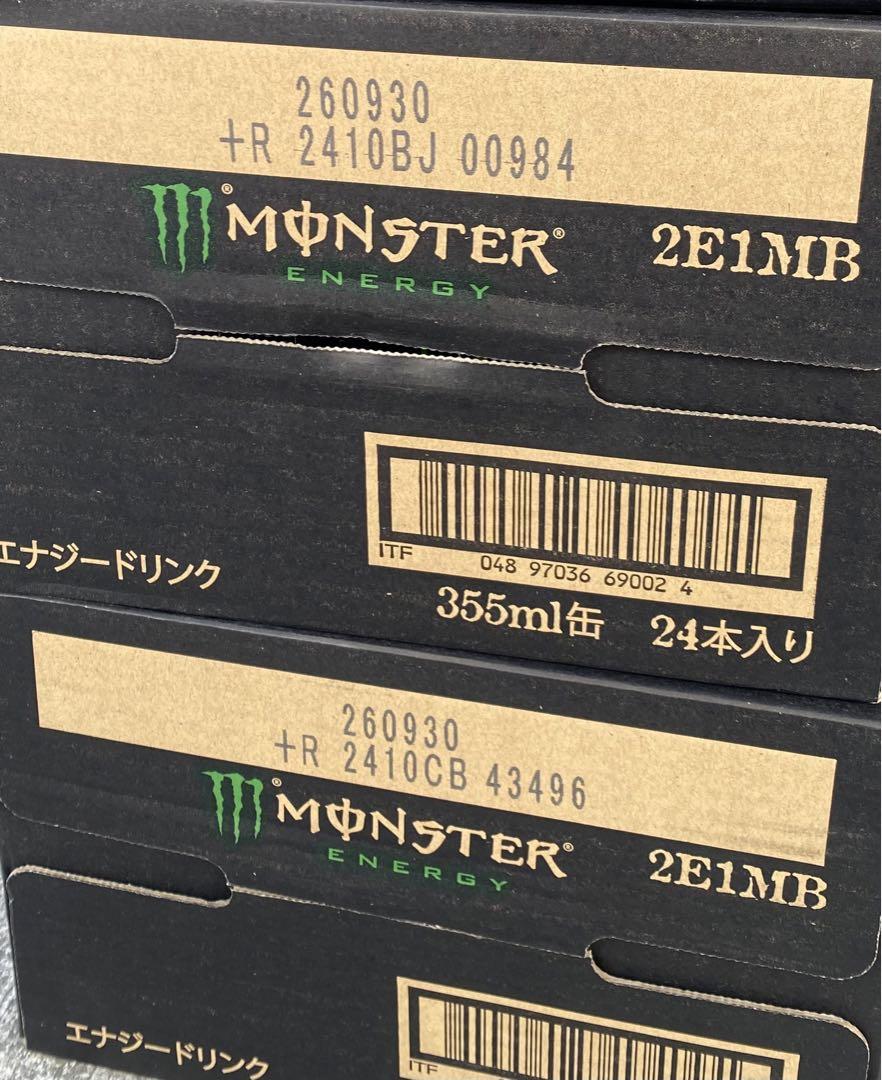 260930
+R 2410BJ 00984
MONSTER® 2E1MB
ENERGY
ITF 048 97036 69002 4
エナジードリンク
355ml缶 24本入り
260930
+R 2410CB 43496
MONSTER® 2E1MB
ENERGY
エナジードリンク
ITF